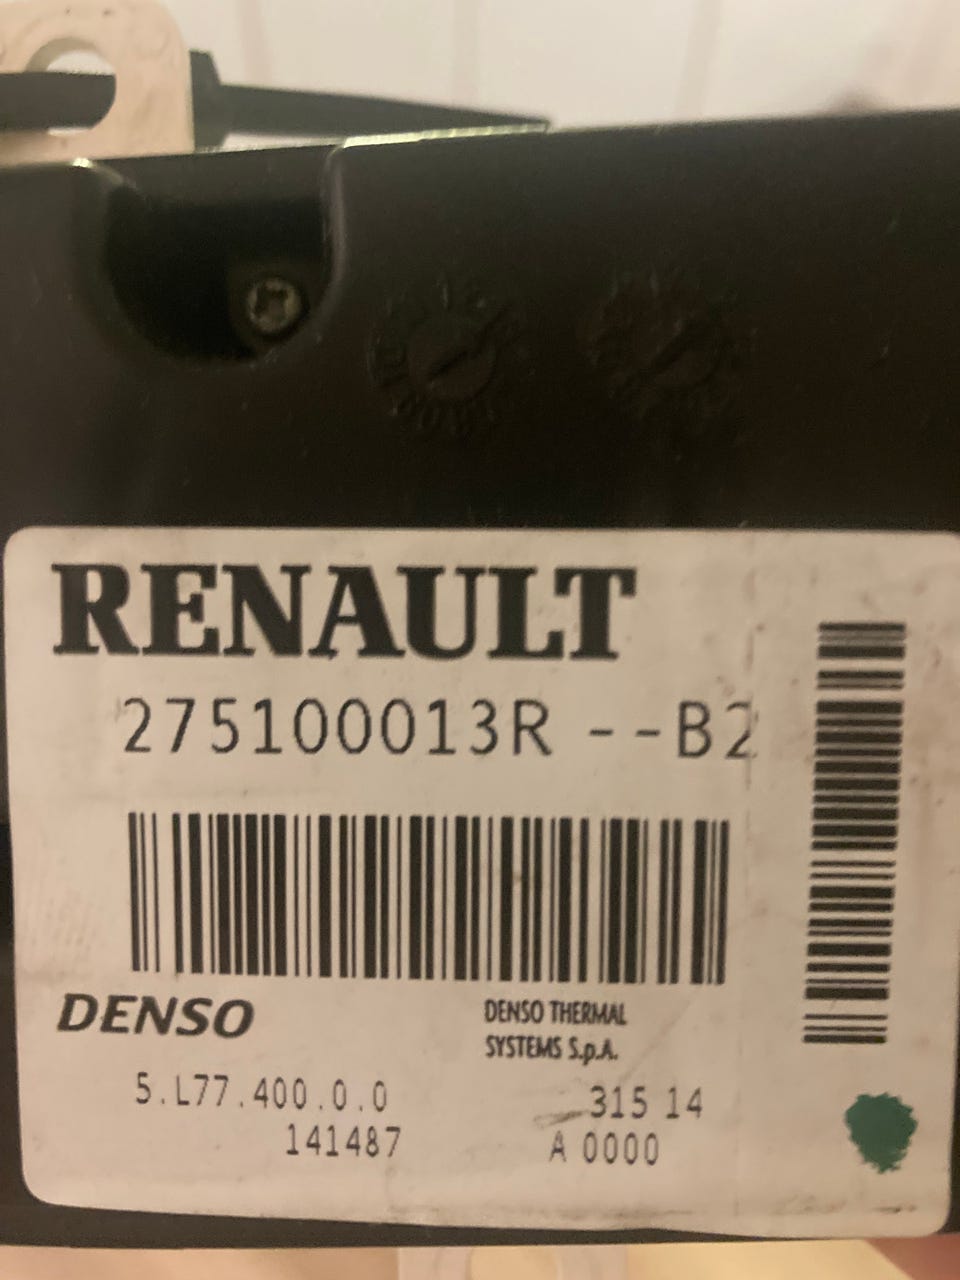 RENAULT
275100013R --B2
DENSO
DENSO THERMAL
SYSTEMS S.p.A.
5.L77.400.0.0
315 14
141487
A 0000